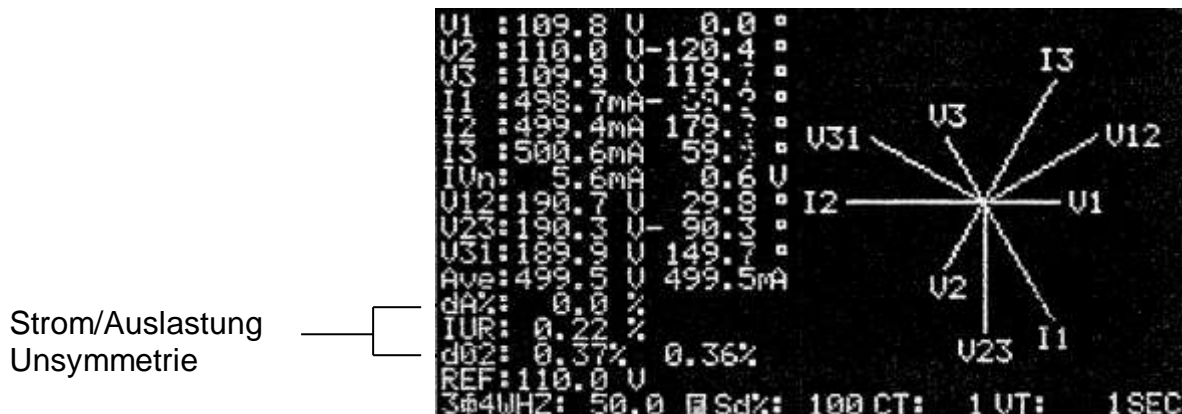 V1 :109.8 V 0.0 °
V2 :110.0 V-120.4 °
V3 :109.9 V 119.7 °
I1 :498.7mA-
I2 :499.4mA 179.
I3 :500.6mA 59.
IVn: 5.6mA 0.6 V
V12:190.7 V 29.8 °
V23:190.3 V- 90.3 °
V31:189.9 V 149.7 °
Ave:499.5 V 499.5mA
dA%: 0.0 %
IUR: 0.22 %
dθ2: 0.37% 0.36%
REF:110.0 V
3ф4WHZ: 50.0 Sd%: 100 CT: 1 VT: 1SEC
I3
V3
V31
V12
I2
V1
V2
I1
V23
Strom/Auslastung
Unsymmetrie